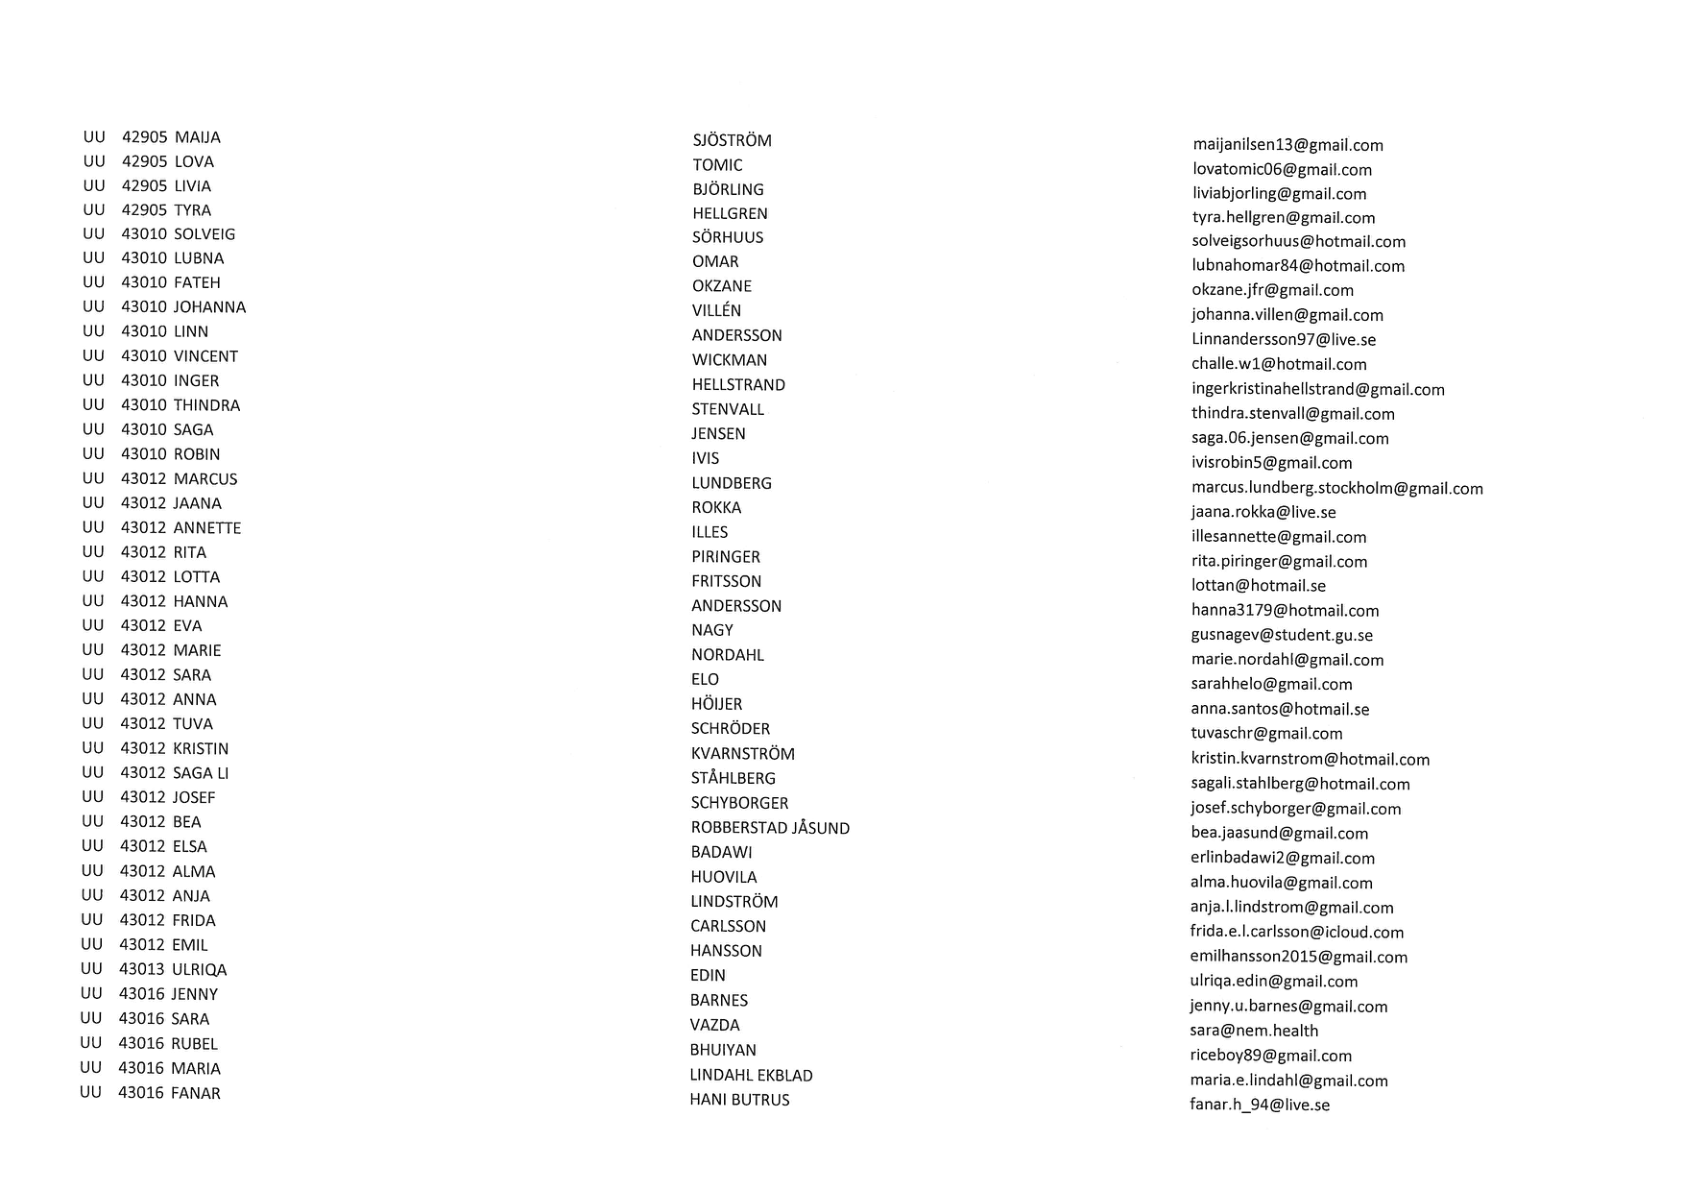 UU 42905 MAIJA SJÖSTRÖM maijanilsen13@gmail.com
UU 42905 LOVA TOMIC lovatomic06@gmail.com
UU 42905 LIVIA BJÖRLING liviabjorling@gmail.com
UU 42905 TYRA HELLGREN tyra.hellgren@gmail.com
UU 43010 SOLVEIG SÖRHUUS solveigsorhuus@hotmail.com
UU 43010 LUBNA OMAR lubnahomar84@hotmail.com
UU 43010 FATEH OKZANE okzane.jfr@gmail.com
UU 43010 JOHANNA VILLÉN johanna.villen@gmail.com
UU 43010 LINN ANDERSSON Linnandersson97@live.se
UU 43010 VINCENT WICKMAN challe.w1@hotmail.com
UU 43010 INGER HELLSTRAND ingerkristinahellstrand@gmail.com
UU 43010 THINDRA STENVALL thindra.stenvall@gmail.com
UU 43010 SAGA JENSEN saga.06.jensen@gmail.com
UU 43010 ROBIN IVIS ivisrobin5@gmail.com
UU 43012 MARCUS LUNDBERG marcus.lundberg.stockholm@gmail.com
UU 43012 JAANA ROKKA jaana.rokka@live.se
UU 43012 ANNETTE ILLES illesannette@gmail.com
UU 43012 RITA PIRINGER rita.piringer@gmail.com
UU 43012 LOTTA FRITSSON lottan@hotmail.se
UU 43012 HANNA ANDERSSON hanna3179@hotmail.com
UU 43012 EVA NAGY gusnagev@student.gu.se
UU 43012 MARIE NORDAHL marie.nordahl@gmail.com
UU 43012 SARA ELO sarahhelo@gmail.com
UU 43012 ANNA HÖIJER anna.santos@hotmail.se
UU 43012 TUVA SCHRÖDER tuvaschr@gmail.com
UU 43012 KRISTIN KVARNSTRÖM kristin.kvarnstrom@hotmail.com
UU 43012 SAGA LI STÅHLBERG sagali.stahlberg@hotmail.com
UU 43012 JOSEF SCHYBORGER josef.schyborger@gmail.com
UU 43012 BEA ROBBERSTAD JÅSUND bea.jaasund@gmail.com
UU 43012 ELSA BADAWI erlinbadawi2@gmail.com
UU 43012 ALMA HUOVILA alma.huovila@gmail.com
UU 43012 ANJA LINDSTRÖM anja.l.lindstrom@gmail.com
UU 43012 FRIDA CARLSSON frida.e.l.carlsson@icloud.com
UU 43012 EMIL HANSSON emilhansson2015@gmail.com
UU 43013 ULRIQA EDIN ulriqa.edin@gmail.com
UU 43016 JENNY BARNES jenny.u.barnes@gmail.com
UU 43016 SARA VAZDA sara@nem.health
UU 43016 RUBEL BHUIYAN riceboy89@gmail.com
UU 43016 MARIA LINDAHL EKBLAD maria.e.lindahl@gmail.com
UU 43016 FANAR HANI BUTRUS fanar.h_94@live.se